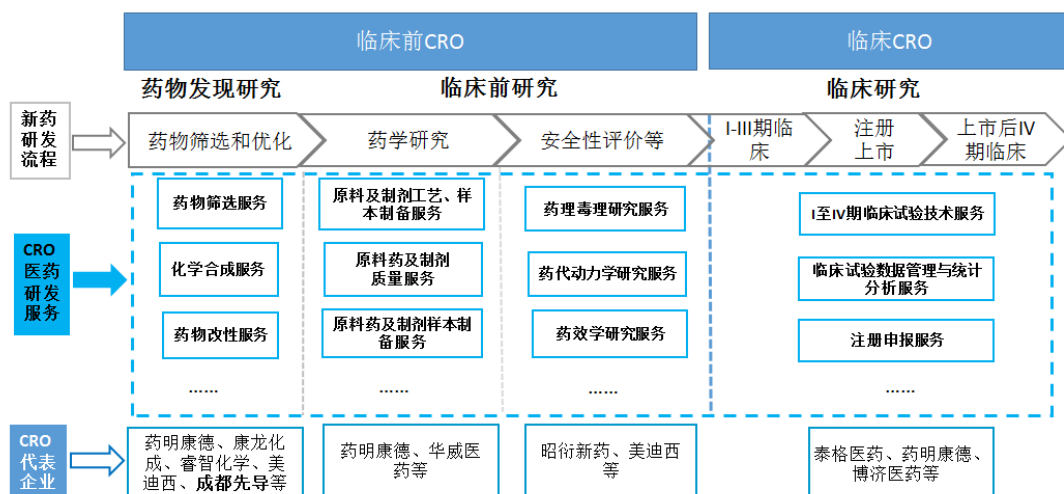 临床前CRO
临床CRO
药物发现研究
临床前研究
临床研究
新药
研发
流程
药物筛选和优化
药学研究
安全性评价等
I-III期临
床
注册
上市
上市后IV
期临床
CRO
医药
研发
服务
药物筛选服务
化学合成服务
药物改性服务
......
原料及制剂工艺、样
本制备服务
原料药及制剂
质量服务
原料药及制剂样本制
备服务
......
药理毒理研究服务
药代动力学研究服务
药效学研究服务
......
I至IV期临床试验技术服务
临床试验数据管理与统计
分析服务
注册申报服务
......
CRO
代表
企业
药明康德、康龙化
成、睿智化学、美
迪西、成都先导等
药明康德、华威医
药等
昭衍新药、美迪西
等
泰格医药、药明康德、
博济医药等